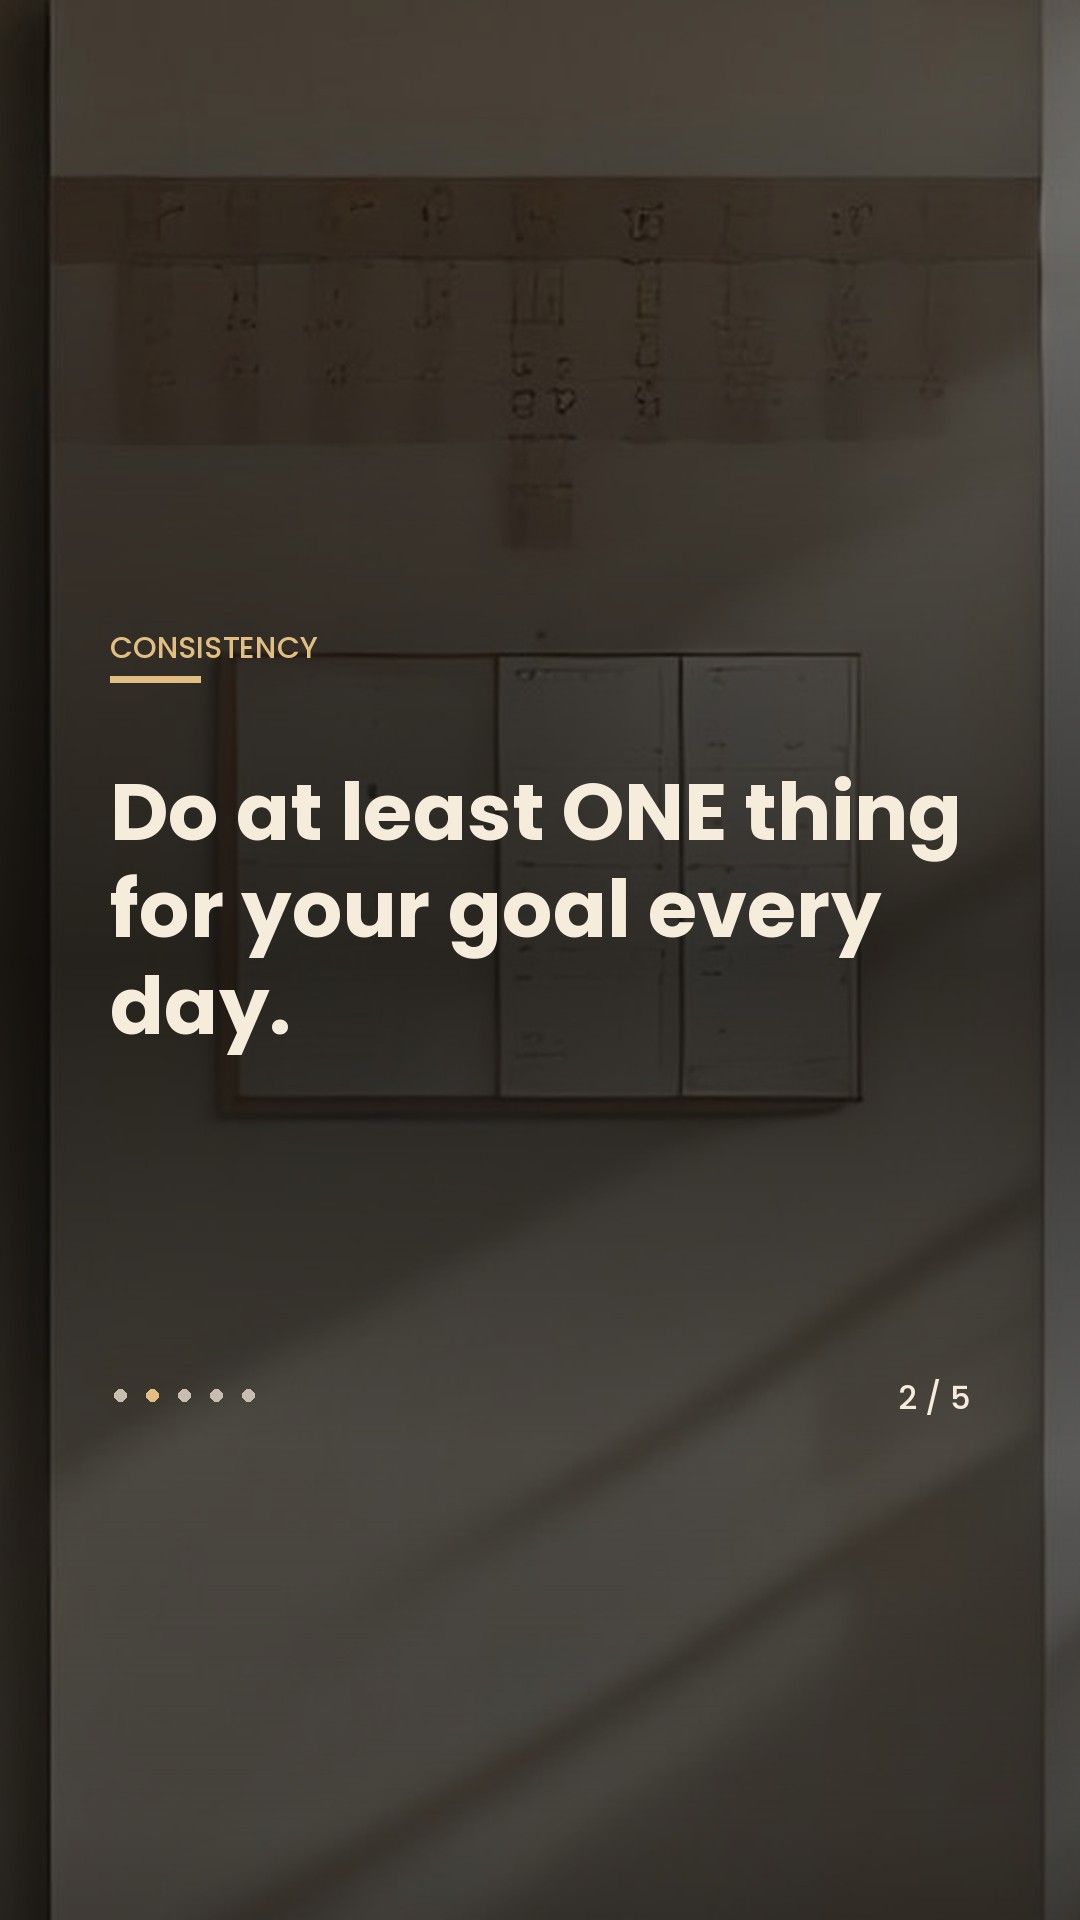 CONSISTENCY
Do at least ONE thing
for your goal every
day.
2 / 5